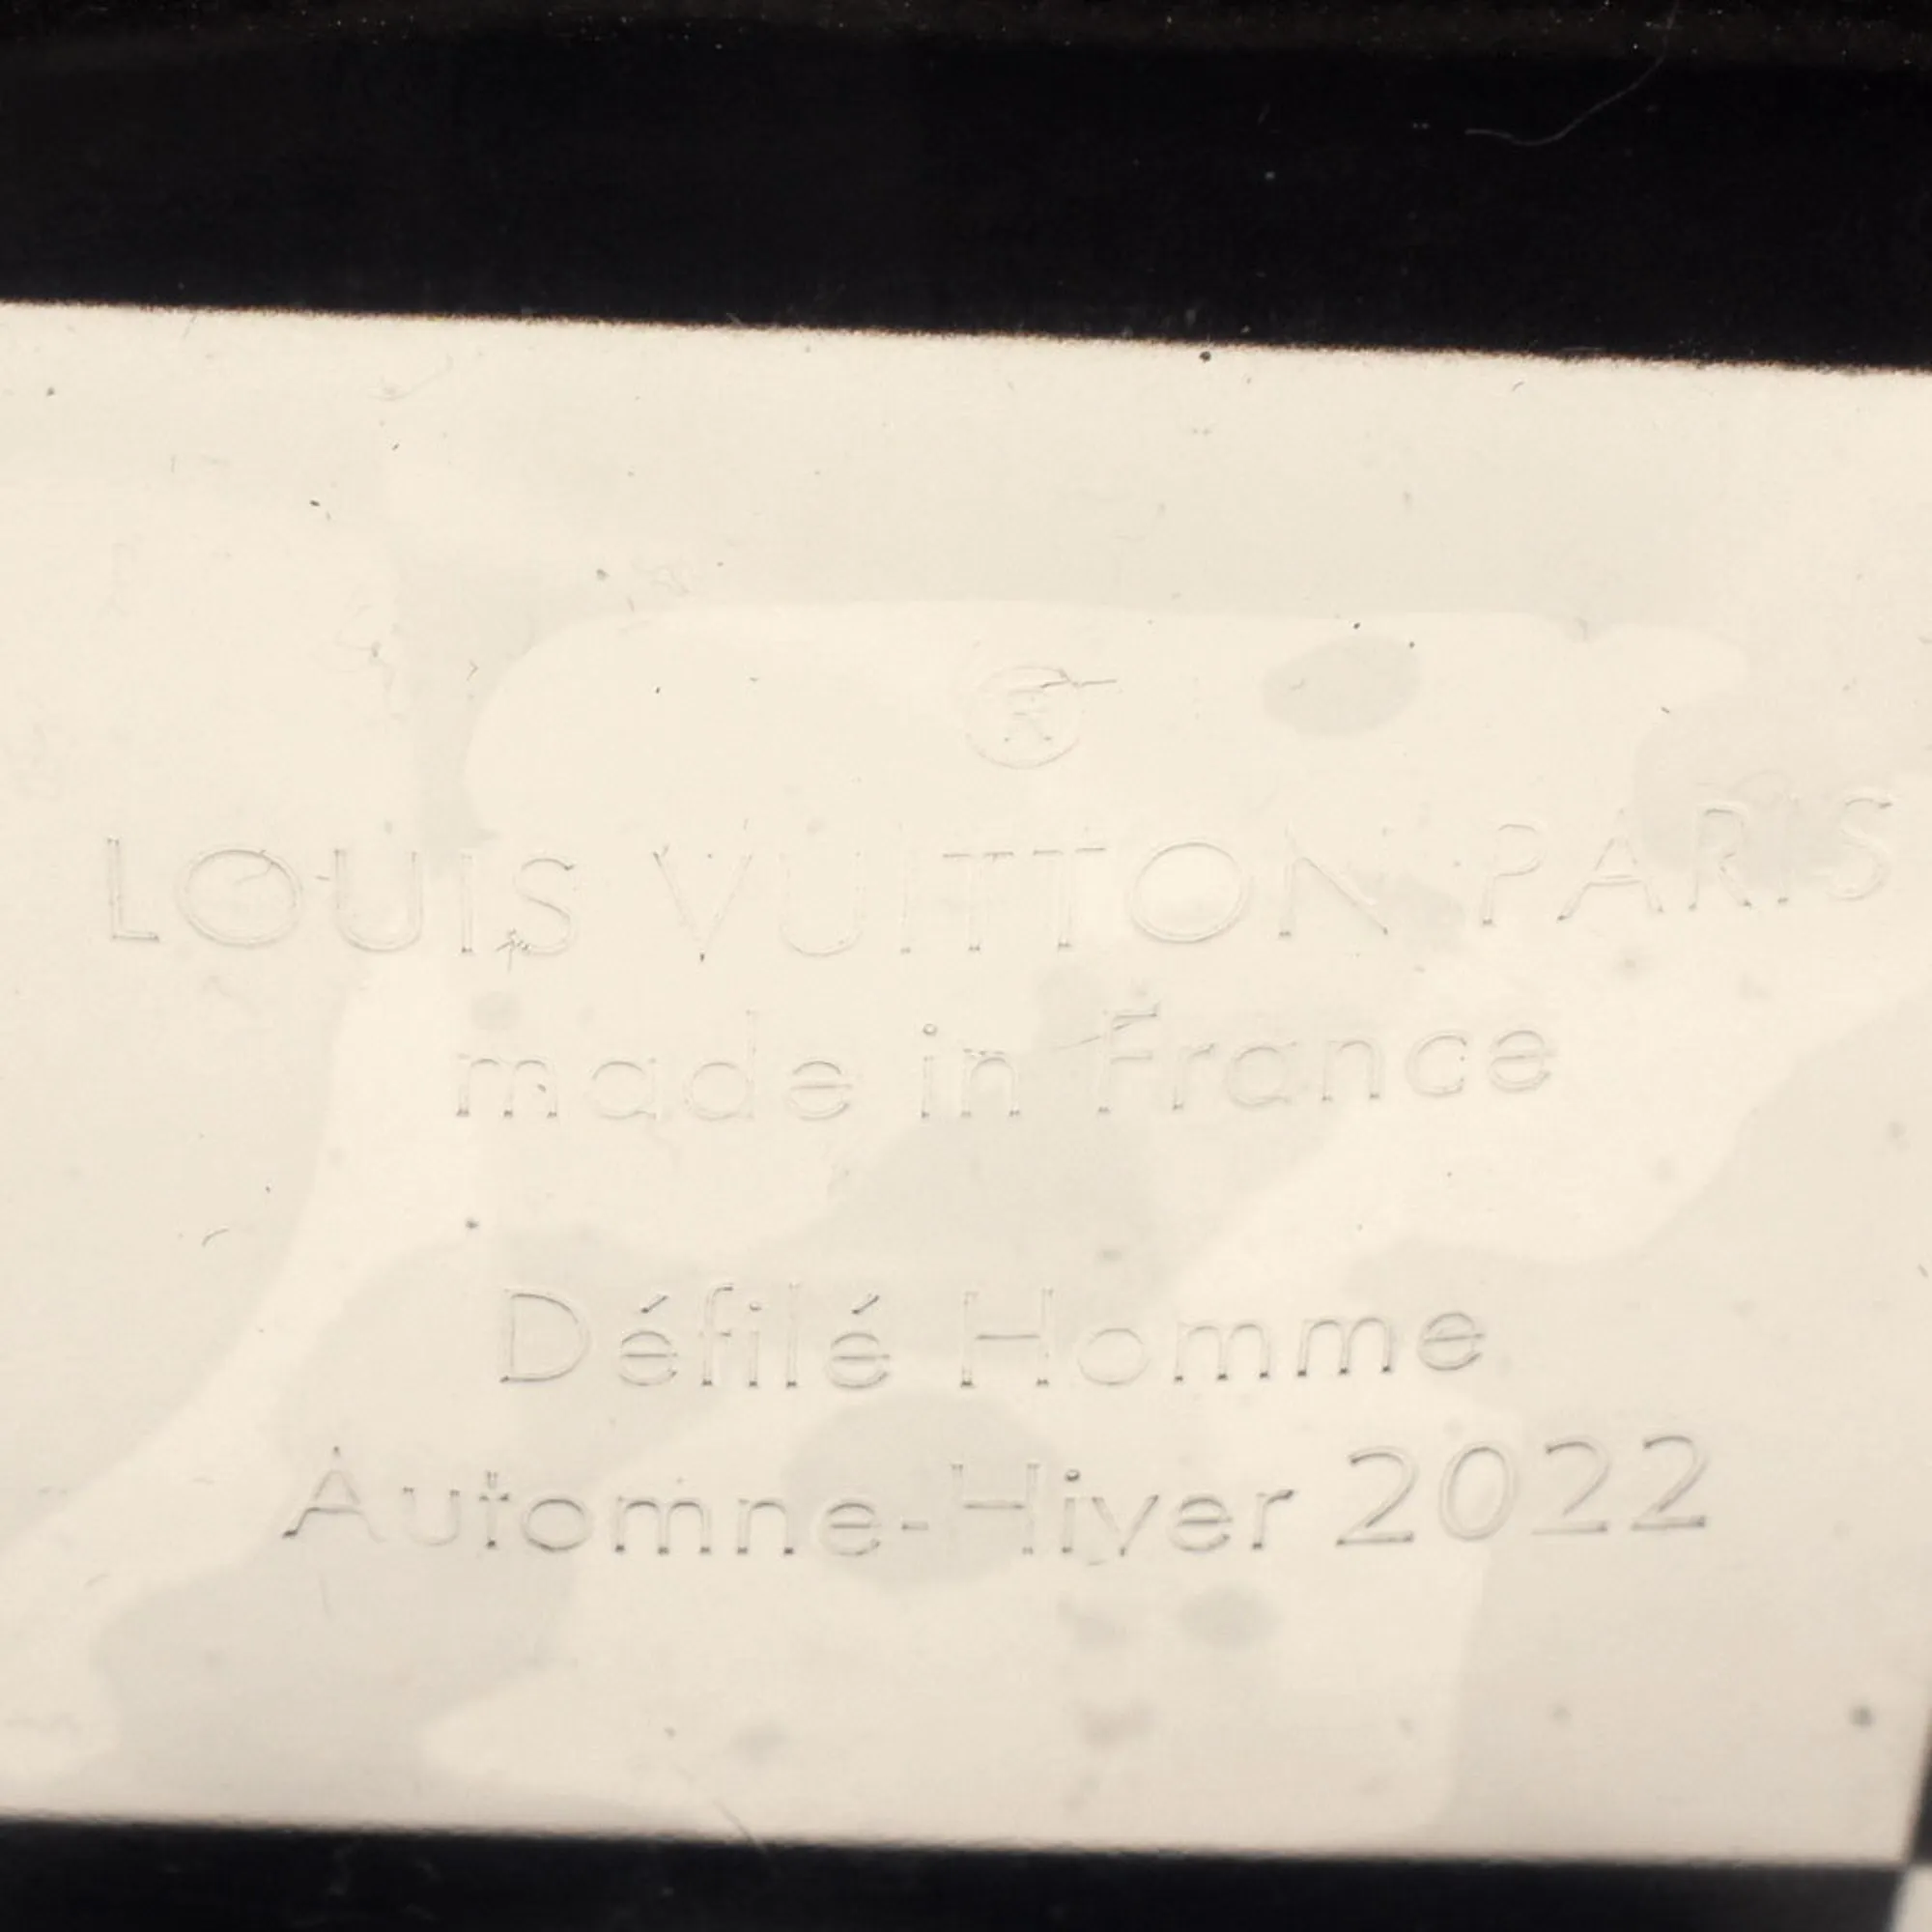 ®
LOUIS VUITTON PARIS
made in France
Défilé Homme
Automne-Hiver 2022